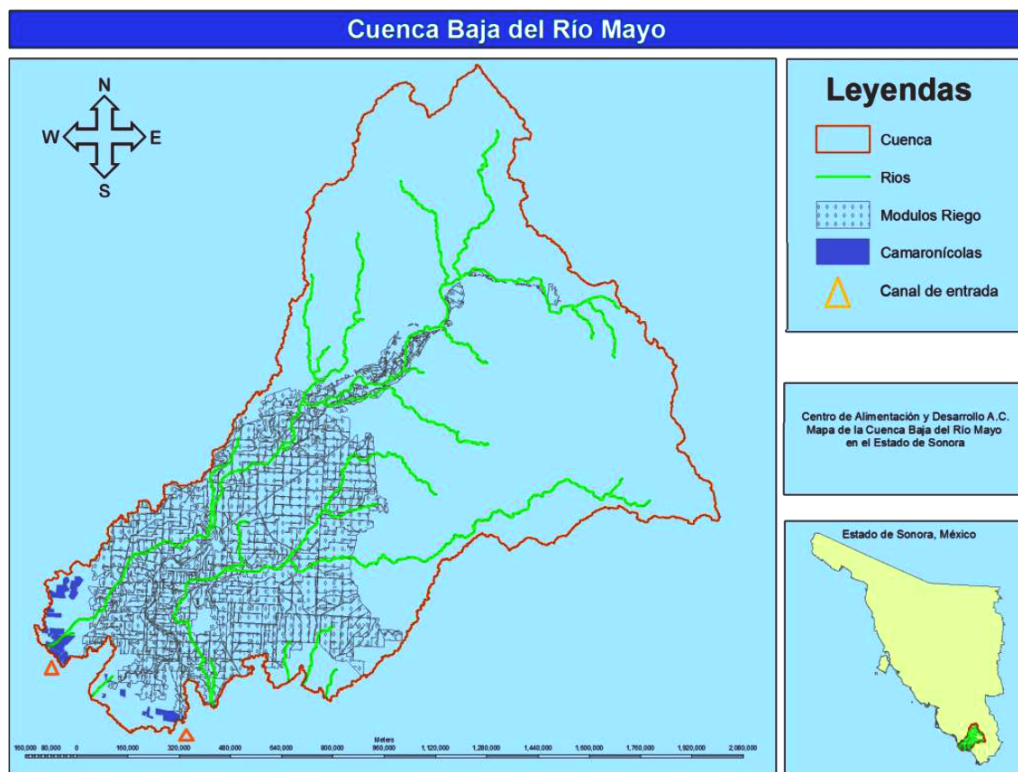 Cuenca Baja del Río Mayo
N
W E
S
Leyendas
Cuenca
Rios
Modulos Riego
Camaronícolas
Canal de entrada
Centro de Alimentación y Desarrollo A.C.
Mapa de la Cuenca Baja del Río Mayo
en el Estado de Sonora
Estado de Sonora, México
Meters
160,000 80,000 0 160,000 320,000 480,000 640,000 800,000 960,000 1,120,000 1,280,000 1,440,000 1,600,000 1,760,000 1,920,000 2,080,000